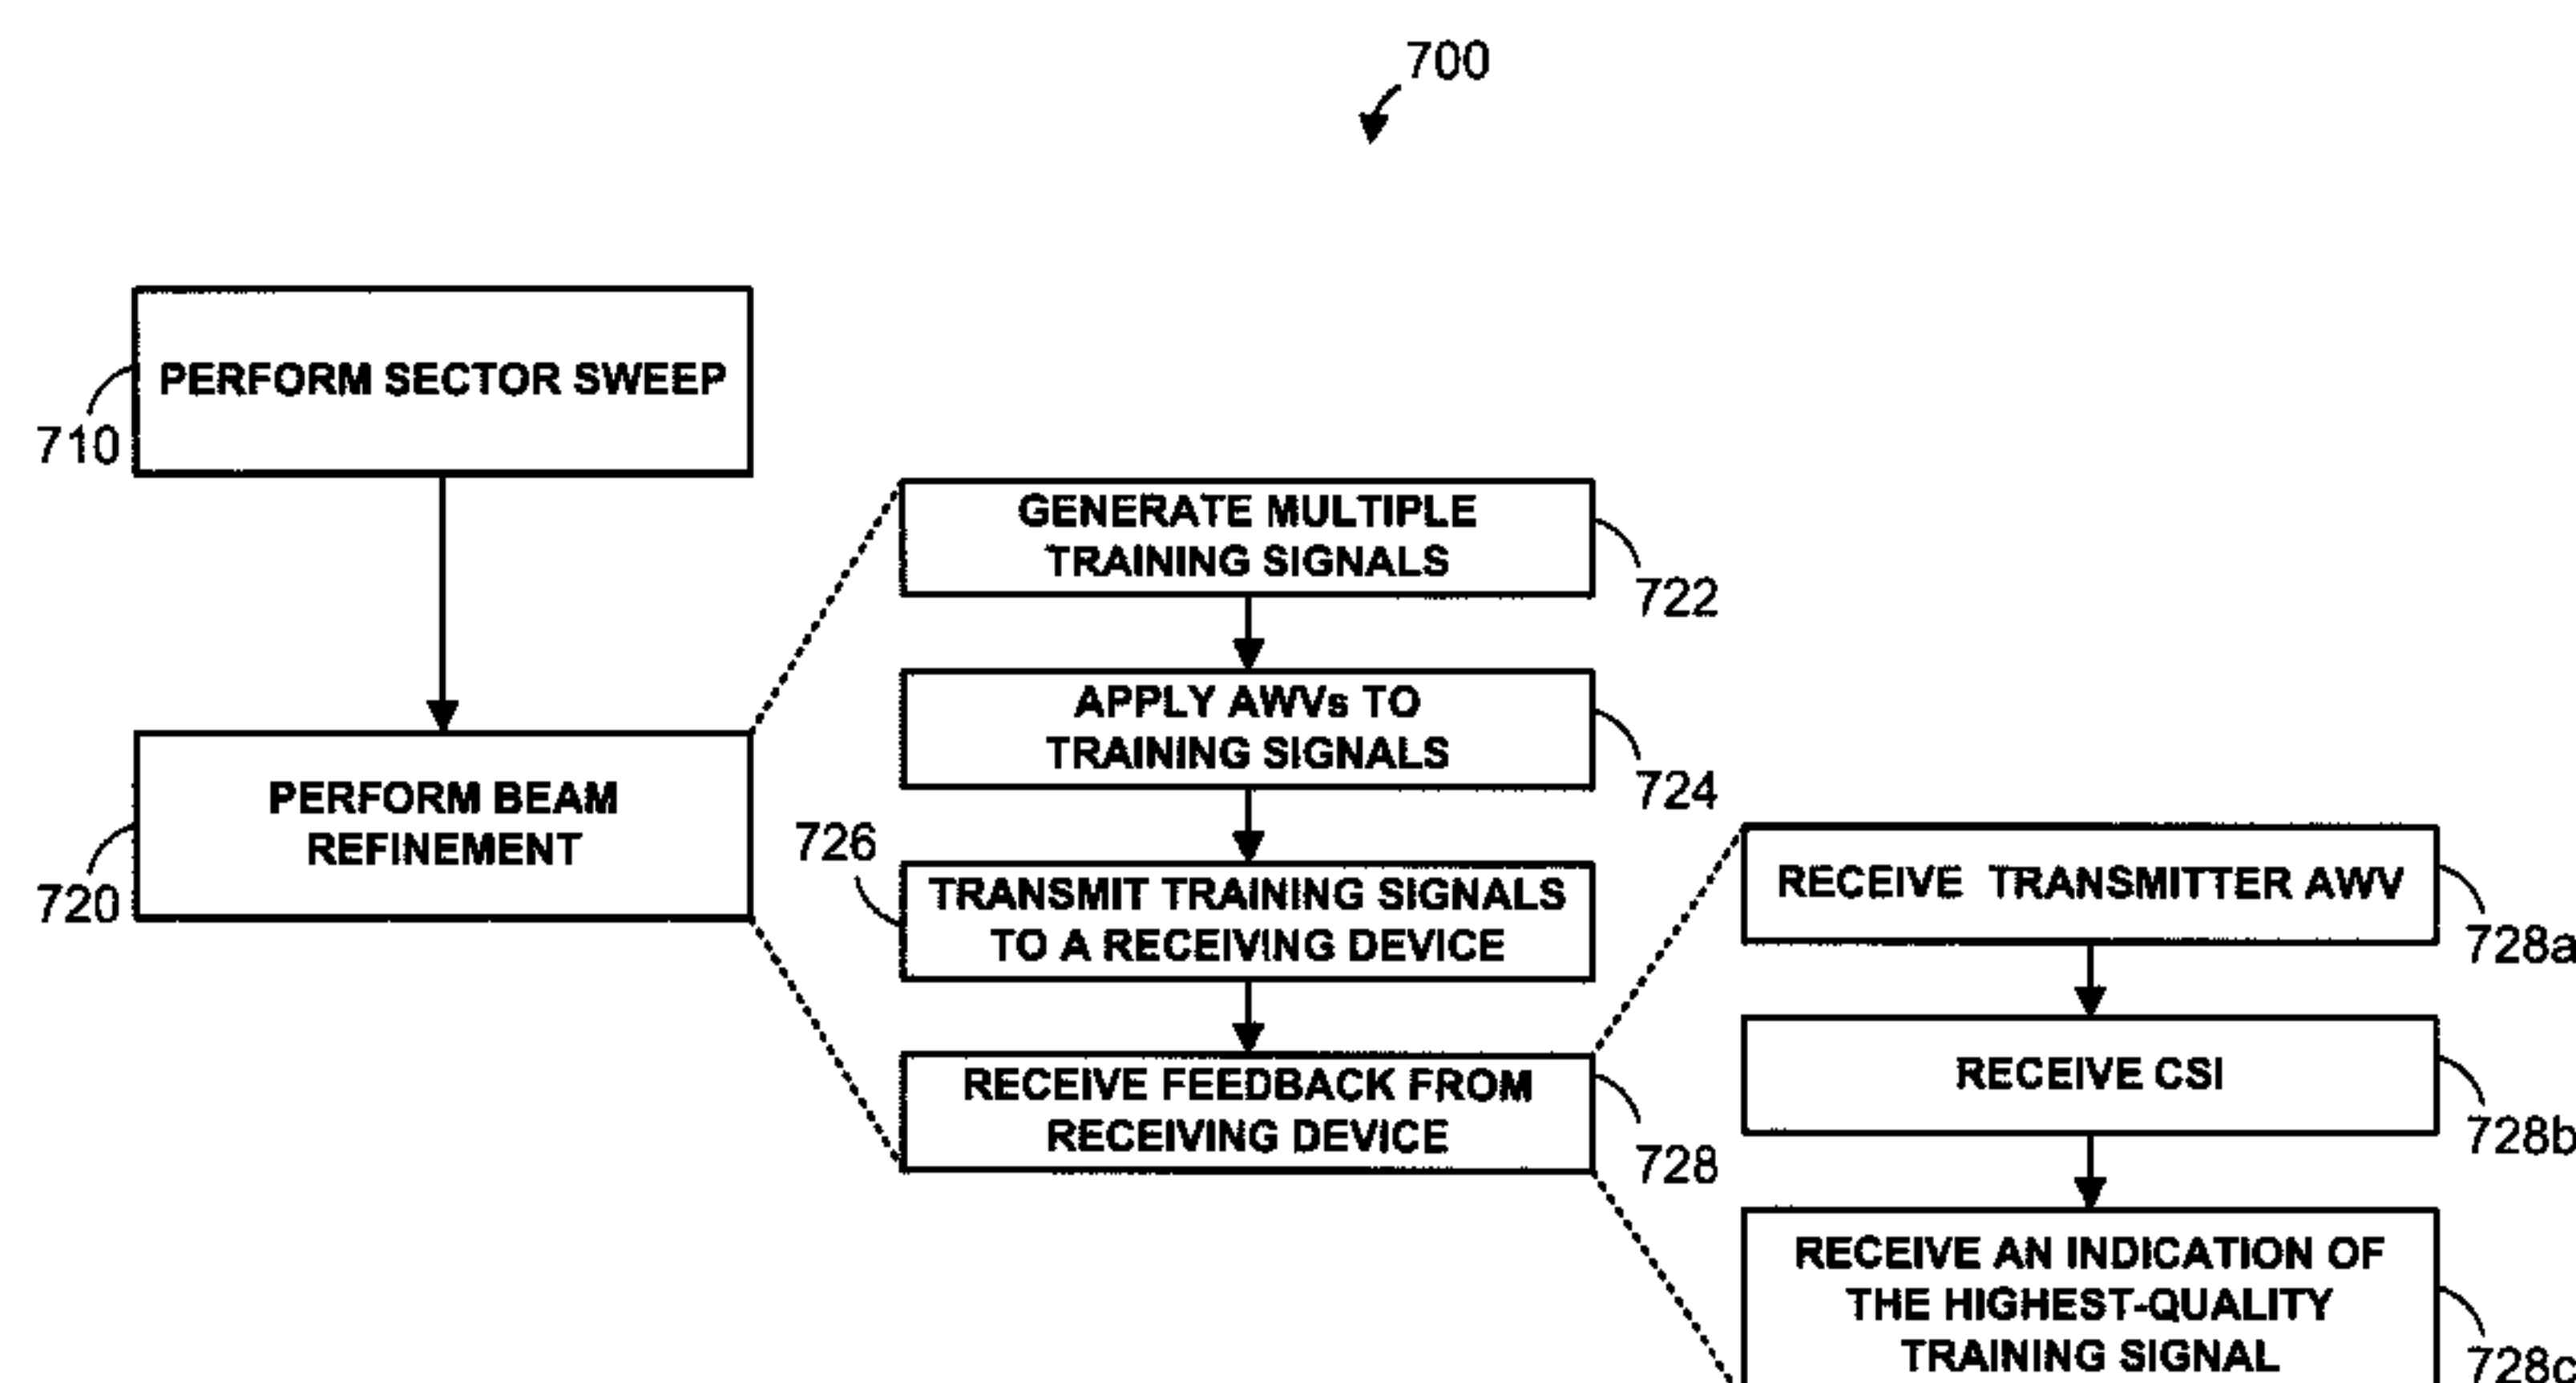 700
PERFORM SECTOR SWEEP
710
PERFORM BEAM
REFINEMENT
720
GENERATE MULTIPLE
TRAINING SIGNALS
722
APPLY AWVs TO
TRAINING SIGNALS
724
726
TRANSMIT TRAINING SIGNALS
TO A RECEIVING DEVICE
RECEIVE FEEDBACK FROM
RECEIVING DEVICE
728
RECEIVE TRANSMITTER AWV
728a
RECEIVE CSI
728b
RECEIVE AN INDICATION OF
THE HIGHEST-QUALITY
TRAINING SIGNAL
728c